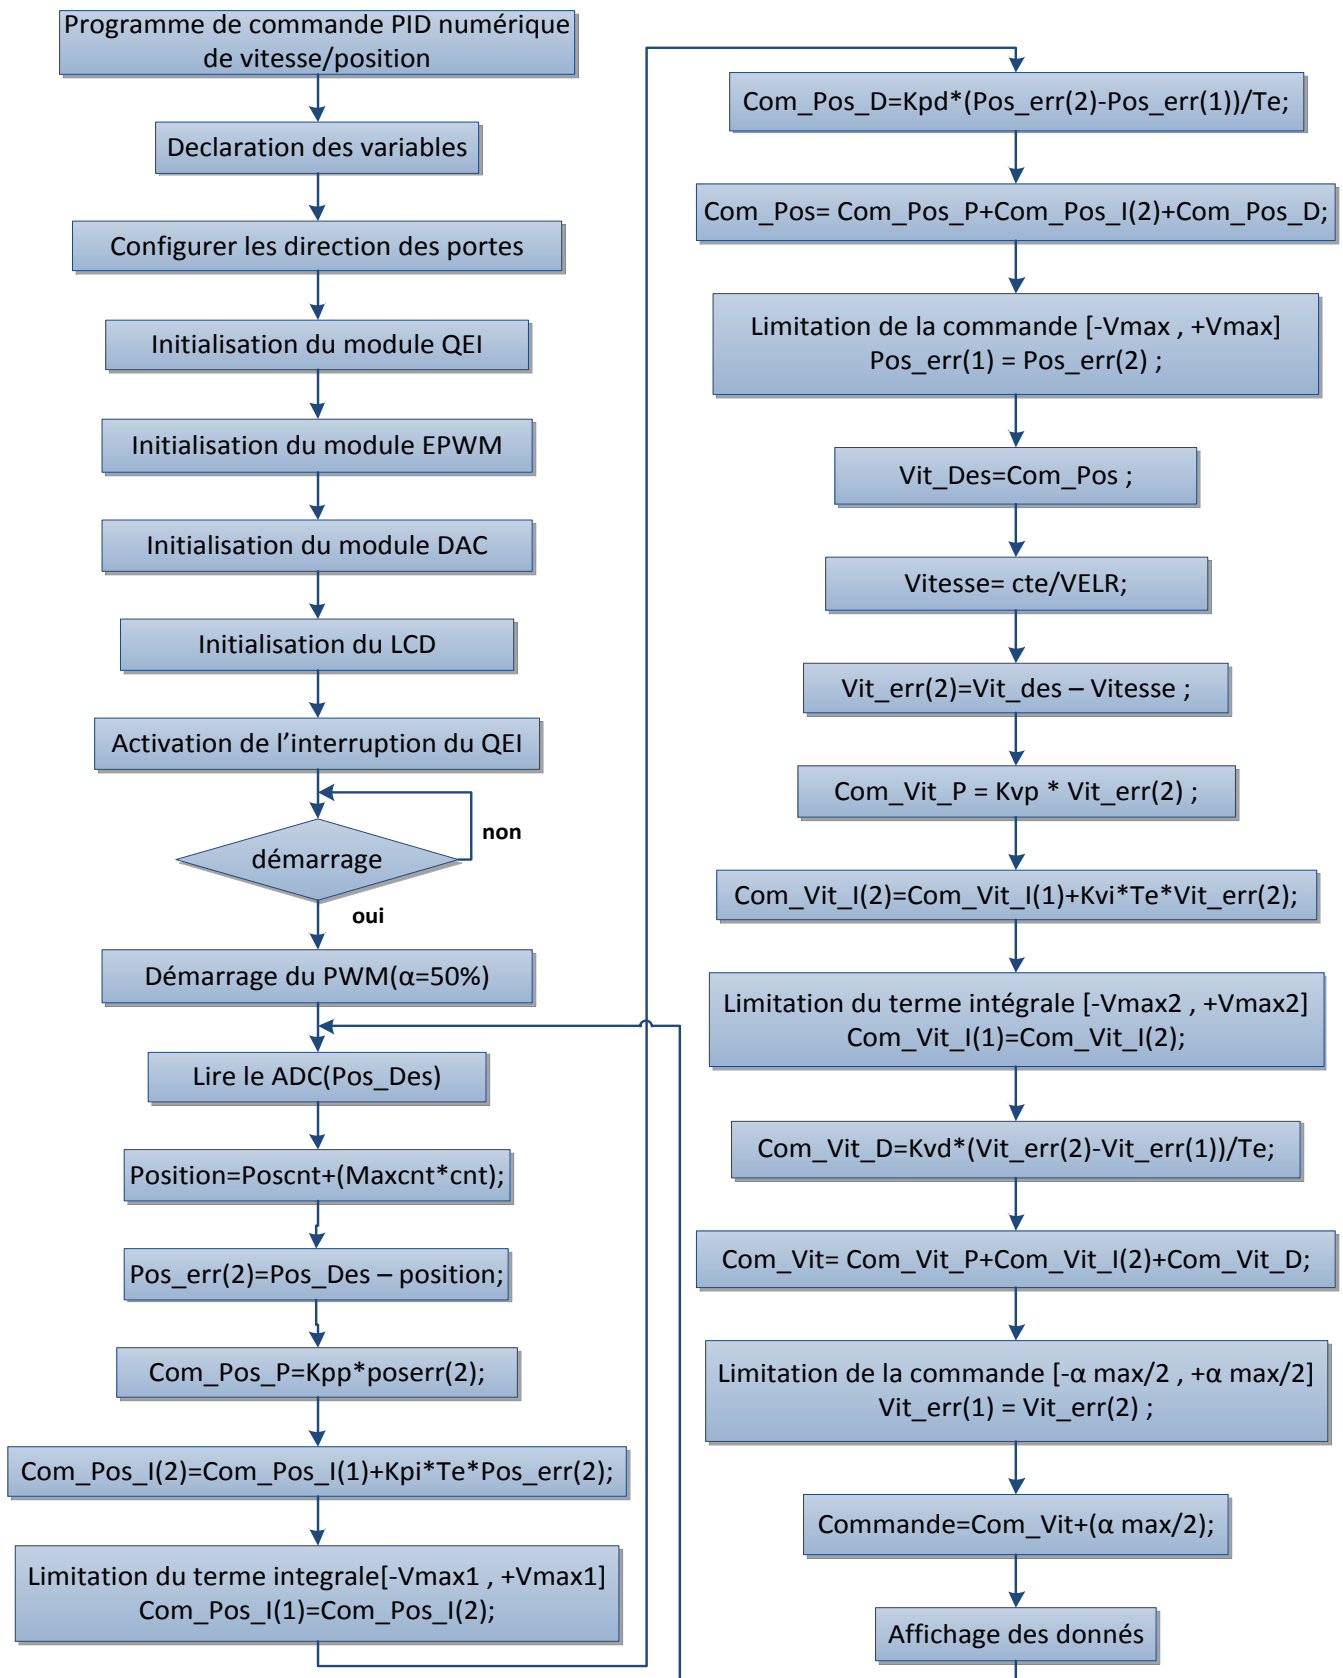 Programme de commande PID numérique
de vitesse/position
Declaration des variables
Configurer les direction des portes
Initialisation du module QEI
Initialisation du module EPWM
Initialisation du module DAC
Initialisation du LCD
Activation de l’interruption du QEI
démarrage
non
oui
Démarrage du PWM(α=50%)
Lire le ADC(Pos_Des)
Position=Poscnt+(Maxcnt*cnt);
Pos_err(2)=Pos_Des – position;
Com_Pos_P=Kpp*poserr(2);
Com_Pos_I(2)=Com_Pos_I(1)+Kpi*Te*Pos_err(2);
Limitation du terme integrale[-Vmax1 , +Vmax1]
Com_Pos_I(1)=Com_Pos_I(2);
Com_Pos_D=Kpd*(Pos_err(2)-Pos_err(1))/Te;
Com_Pos= Com_Pos_P+Com_Pos_I(2)+Com_Pos_D;
Limitation de la commande [-Vmax , +Vmax]
Pos_err(1) = Pos_err(2) ;
Vit_Des=Com_Pos ;
Vitesse= cte/VELR;
Vit_err(2)=Vit_des – Vitesse ;
Com_Vit_P = Kvp * Vit_err(2) ;
Com_Vit_I(2)=Com_Vit_I(1)+Kvi*Te*Vit_err(2);
Limitation du terme intégrale [-Vmax2 , +Vmax2]
Com_Vit_I(1)=Com_Vit_I(2);
Com_Vit_D=Kvd*(Vit_err(2)-Vit_err(1))/Te;
Com_Vit= Com_Vit_P+Com_Vit_I(2)+Com_Vit_D;
Limitation de la commande [-α max/2 , +α max/2]
Vit_err(1) = Vit_err(2) ;
Commande=Com_Vit+(α max/2);
Affichage des donnés